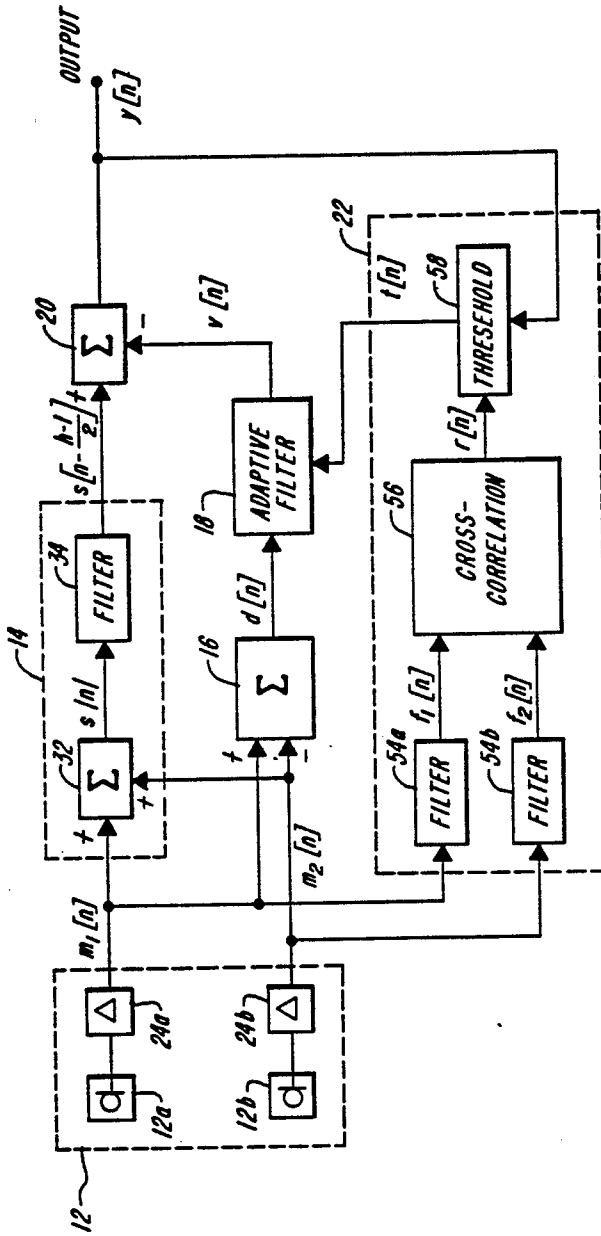 12
12a
24a
12b
24b
m₁[n]
m₂[n]
14
32
Σ
+
+
s[n]
34
FILTER
s[n-(h-1)/2]
+
20
Σ
-
OUTPUT
y[n]
v[n]
16
Σ
+
-
d[n]
18
ADAPTIVE
FILTER
22
t[n]
54a
FILTER
f₁[n]
54b
FILTER
f₂[n]
56
CROSS-
CORRELATION
r[n]
58
THRESHOLD